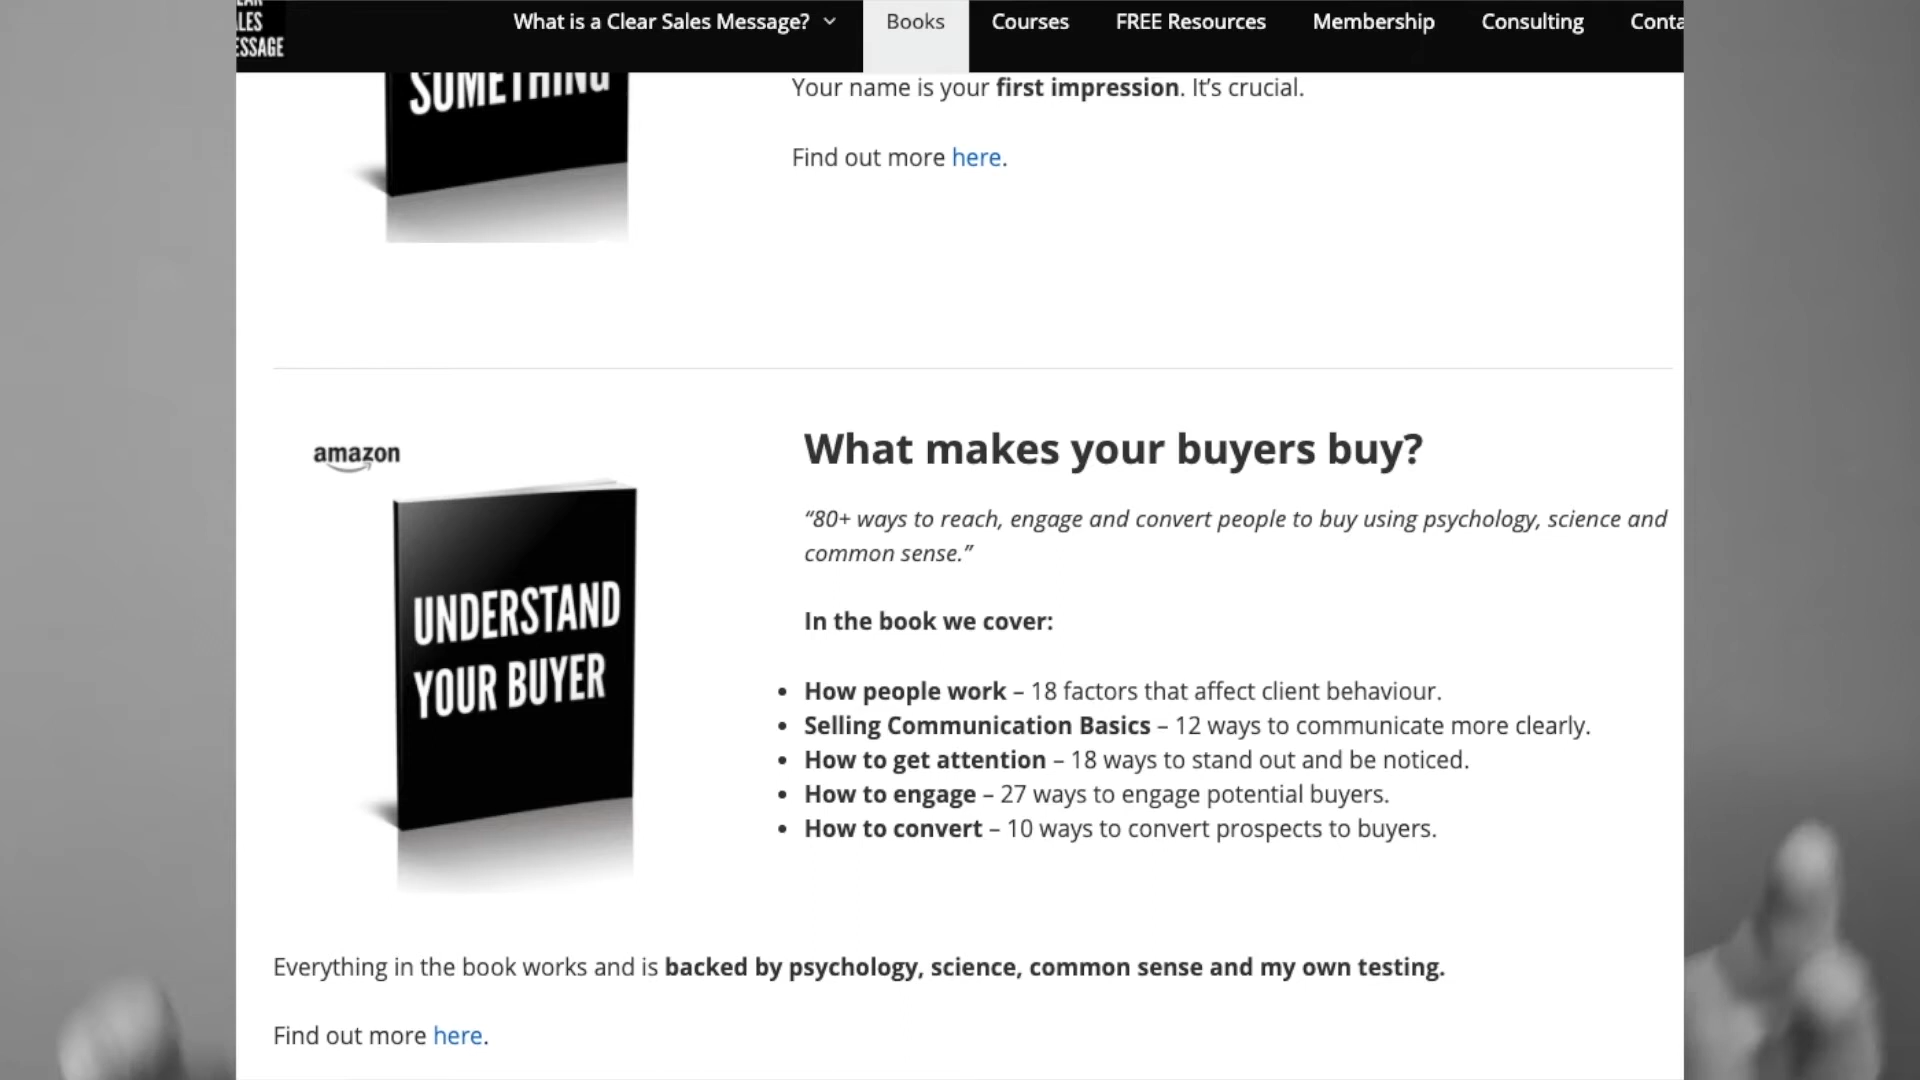 LES
ESSAGE
What is a Clear Sales Message?
Books
Courses
FREE Resources
Membership
Consulting
Conta
SOMETHING
Your name is your first impression. It’s crucial.
Find out more here.
amazon
UNDERSTAND
YOUR BUYER
What makes your buyers buy?
“80+ ways to reach, engage and convert people to buy using psychology, science and
common sense.”
In the book we cover:
• How people work – 18 factors that affect client behaviour.
• Selling Communication Basics – 12 ways to communicate more clearly.
• How to get attention – 18 ways to stand out and be noticed.
• How to engage – 27 ways to engage potential buyers.
• How to convert – 10 ways to convert prospects to buyers.
Everything in the book works and is backed by psychology, science, common sense and my own testing.
Find out more here.